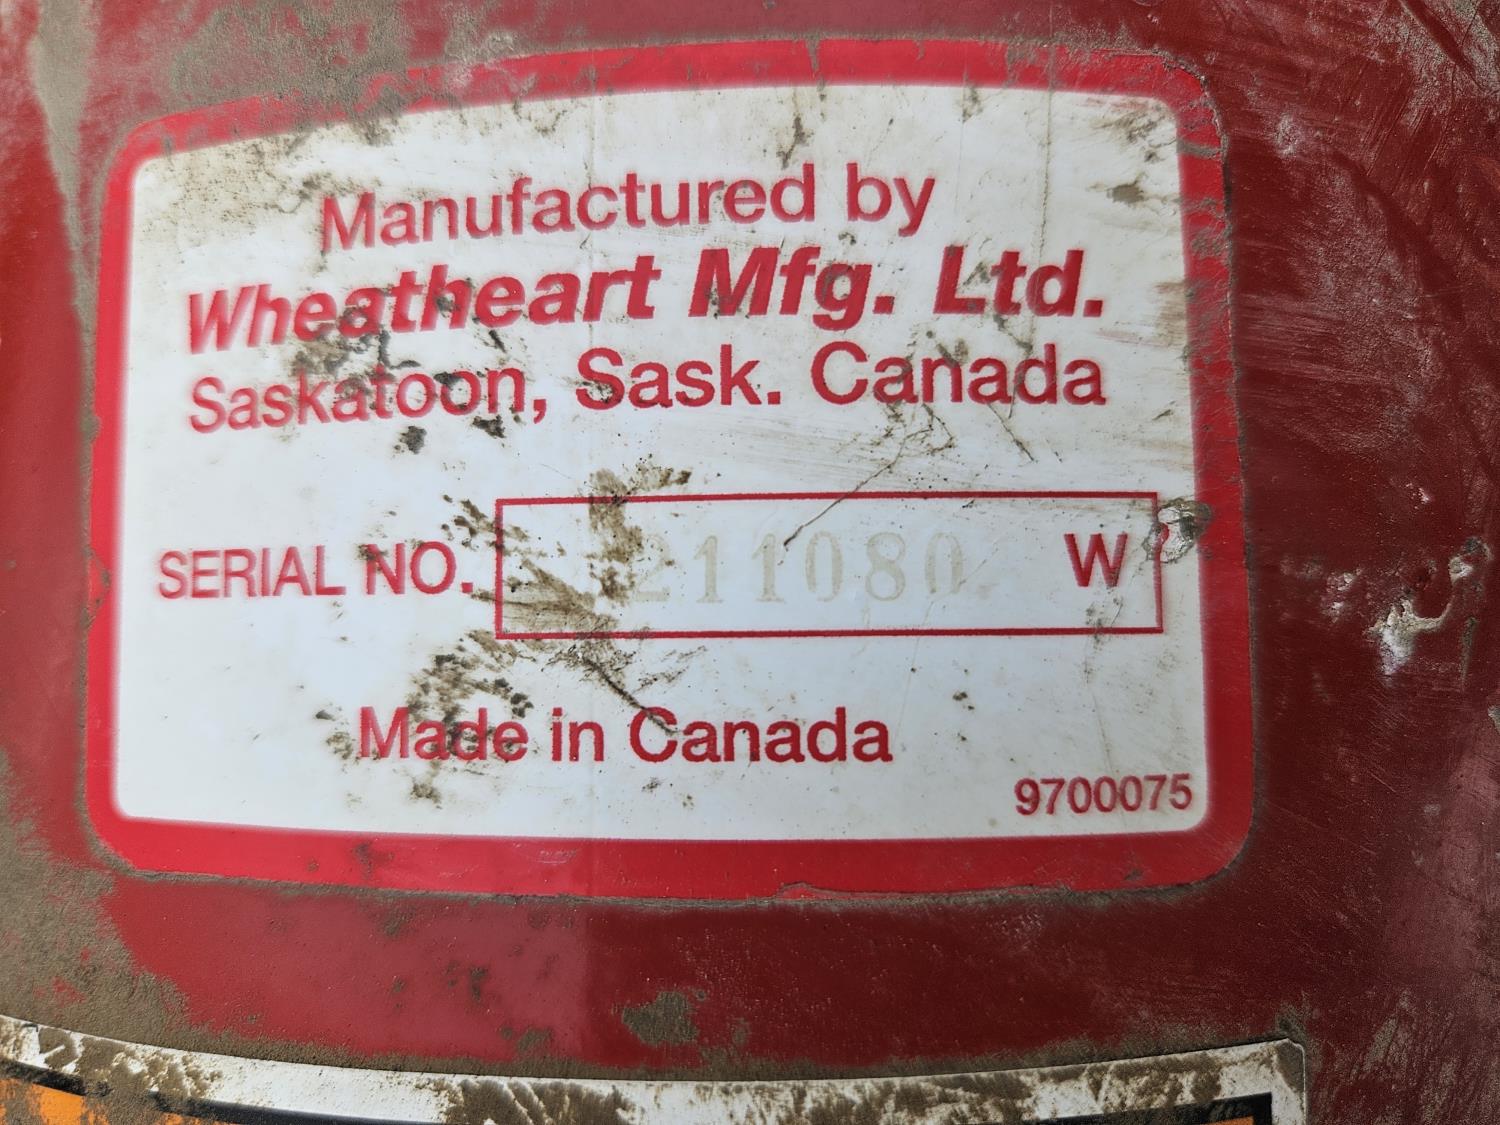 Manufactured by
Wheatheart Mfg. Ltd.
Saskatoon, Sask. Canada
SERIAL NO. 211080 W
Made in Canada
9700075